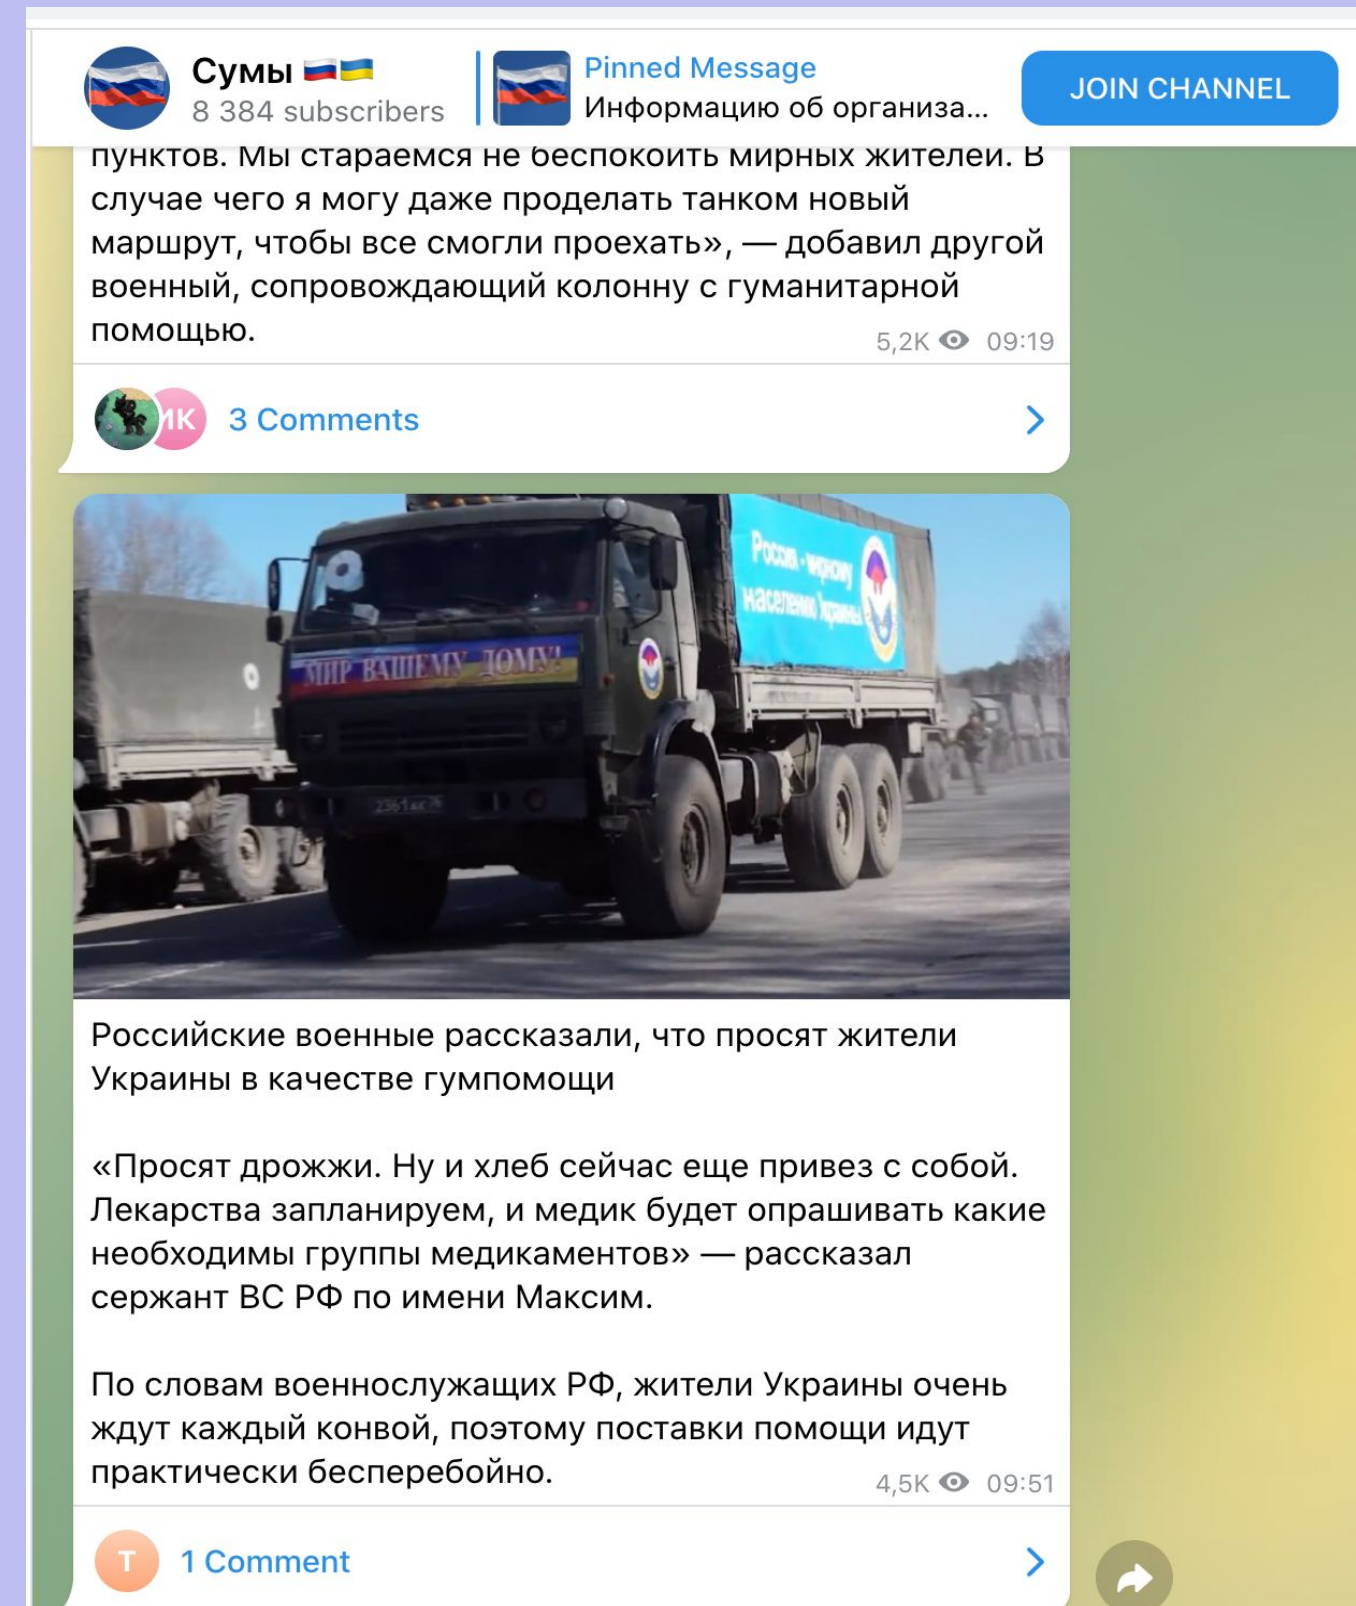 Сумы 🇷🇺🇺🇦
8 384 subscribers
Pinned Message
Информацию об организа...
JOIN CHANNEL
пунктов. Мы стараемся не беспокоить мирных жителей. В
случае чего я могу даже проделать танком новый
маршрут, чтобы все смогли проехать», — добавил другой
военный, сопровождающий колонну с гуманитарной
помощью.
5,2K 09:19
ИК
3 Comments
Россия - мирному
населению Украины
МИР ВАШЕМУ ДОМУ!
Российские военные рассказали, что просят жители
Украины в качестве гумпомощи
«Просят дрожжи. Ну и хлеб сейчас еще привез с собой.
Лекарства запланируем, и медик будет опрашивать какие
необходимы группы медикаментов» — рассказал
сержант ВС РФ по имени Максим.
По словам военнослужащих РФ, жители Украины очень
ждут каждый конвой, поэтому поставки помощи идут
практически бесперебойно.
4,5K 09:51
T
1 Comment